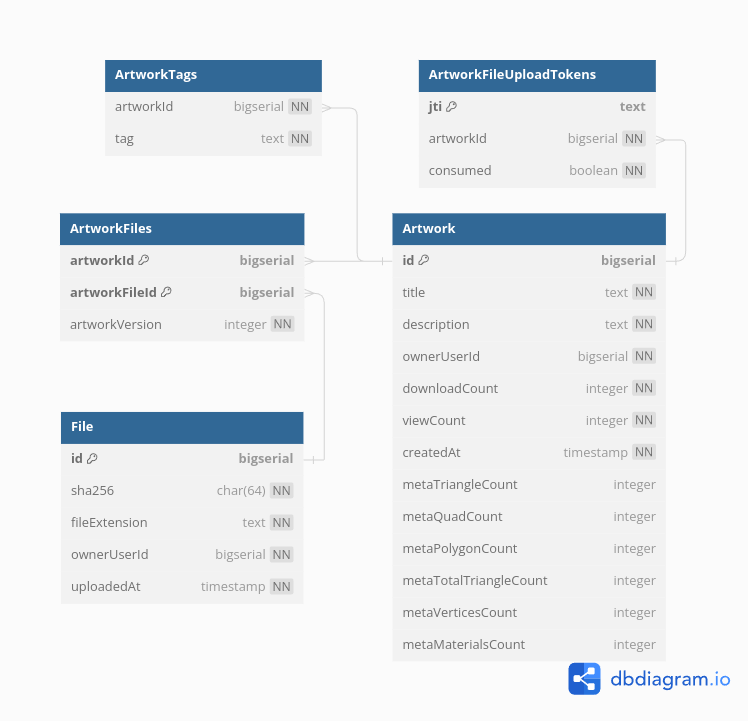 ArtworkTags
artworkId bigserial NN
tag text NN
ArtworkFileUploadTokens
jti text
artworkId bigserial NN
consumed boolean NN
ArtworkFiles
artworkId bigserial
artworkFileId bigserial
artworkVersion integer NN
Artwork
id bigserial
title text NN
description text NN
ownerUserId bigserial NN
downloadCount integer NN
viewCount integer NN
createdAt timestamp NN
metaTriangleCount integer
metaQuadCount integer
metaPolygonCount integer
metaTotalTriangleCount integer
metaVerticesCount integer
metaMaterialsCount integer
File
id bigserial
sha256 char(64) NN
fileExtension text NN
ownerUserId bigserial NN
uploadedAt timestamp NN
dbdiagram.io